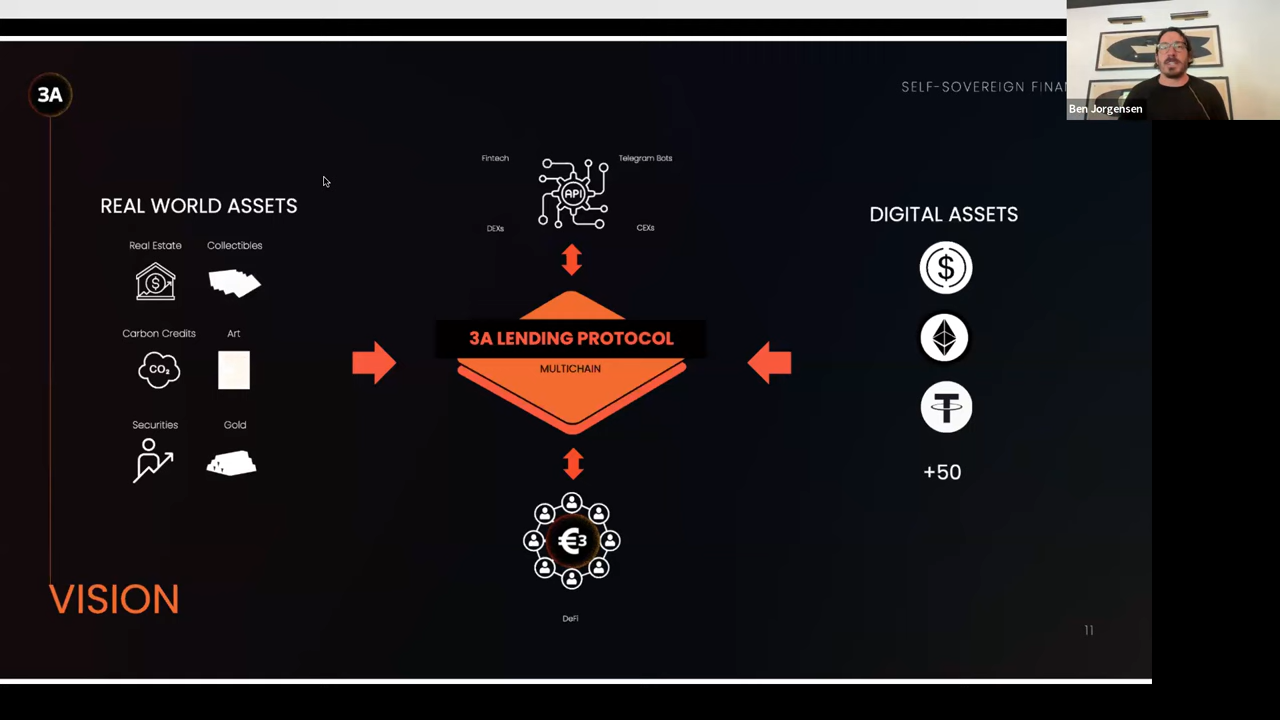 Ben Jorgensen
3A
SELF-SOVEREIGN FINAN
Fintech
Telegram Bots
API
DEXs
CEXs
REAL WORLD ASSETS
Real Estate
Collectibles
$
Carbon Credits
Art
CO₂
Securities
Gold
3A LENDING PROTOCOL
MULTICHAIN
DIGITAL ASSETS
$
+50
€3
DeFi
VISION
11